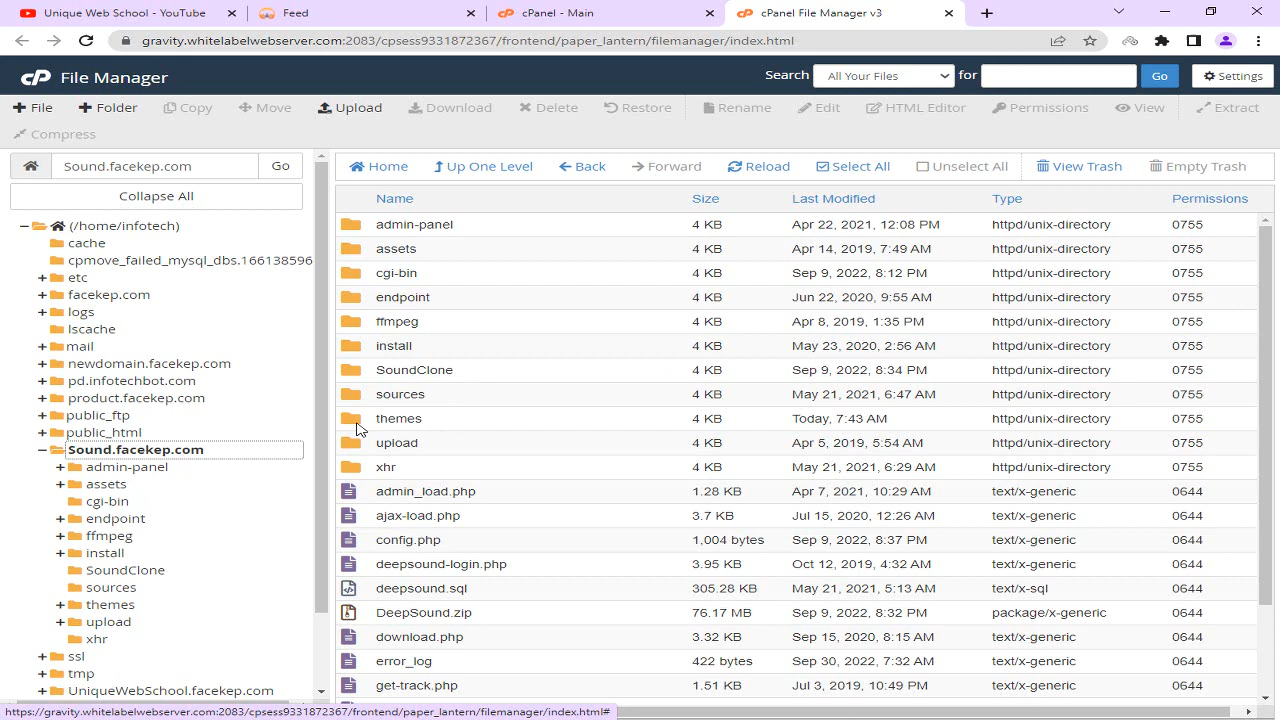 Unique Web School - YouTube
Feed
cPanel - Main
cPanel File Manager v3
gravity.whitelabelwebserver.com:2083/cpsess9331872367/frontend/paper_lantern/filemanager/index.html
cP File Manager
Search All Your Files for Go Settings
File Folder Copy Move Upload Download Delete Restore Rename Edit HTML Editor Permissions View Extract
Compress
Sound.facekep.com Go
Home Up One Level Back Forward Reload Select All Unselect All View Trash Empty Trash
Collapse All
(/home/infotech)
cache
cpmove_failed_mysql_dbs.166138596
etc
facekep.com
logs
lscache
mail
newdomain.facekep.com
pd.infotechbot.com
product.facekep.com
public_ftp
public_html
Sound.facekep.com
admin-panel
assets
cgi-bin
endpoint
ffmpeg
install
SoundClone
sources
themes
upload
xhr
ssl
tmp
UniqueWebSchool.facekep.com
Name Size Last Modified Type Permissions
admin-panel 4 KB Apr 22, 2021, 12:08 PM httpd/unix-directory 0755
assets 4 KB Apr 14, 2019, 7:49 AM httpd/unix-directory 0755
cgi-bin 4 KB Sep 9, 2022, 8:12 PM httpd/unix-directory 0755
endpoint 4 KB Jun 22, 2020, 9:55 AM httpd/unix-directory 0755
ffmpeg 4 KB Apr 8, 2019, 1:35 PM httpd/unix-directory 0755
install 4 KB May 23, 2020, 2:56 AM httpd/unix-directory 0755
SoundClone 4 KB Sep 9, 2022, 8:34 PM httpd/unix-directory 0755
sources 4 KB May 21, 2021, 6:47 AM httpd/unix-directory 0755
themes 4 KB Today, 7:43 AM httpd/unix-directory 0755
upload 4 KB Apr 5, 2019, 5:54 AM httpd/unix-directory 0755
xhr 4 KB May 21, 2021, 6:29 AM httpd/unix-directory 0755
admin_load.php 1.28 KB Apr 7, 2021, 10:29 AM text/x-generic 0644
ajax-load.php 3.7 KB Jul 15, 2020, 12:26 AM text/x-generic 0644
config.php 1,004 bytes Sep 9, 2022, 8:37 PM text/x-generic 0644
deepsound-login.php 3.95 KB Oct 12, 2019, 4:32 AM text/x-generic 0644
deepsound.sql 305.28 KB May 21, 2021, 5:13 AM text/x-sql 0644
DeepSound.zip 76.17 MB Sep 9, 2022, 8:32 PM package/x-generic 0644
download.php 3.32 KB Sep 15, 2020, 8:15 AM text/x-generic 0644
error_log 422 bytes Sep 30, 2022, 7:32 AM text/x-generic 0644
get-track.php 1.51 KB Jul 3, 2019, 10:49 PM text/x-generic 0644
https://gravity.whitelabelwebserver.com:2083/cpsess9331872367/frontend/paper_lantern/filemanager/index.html#